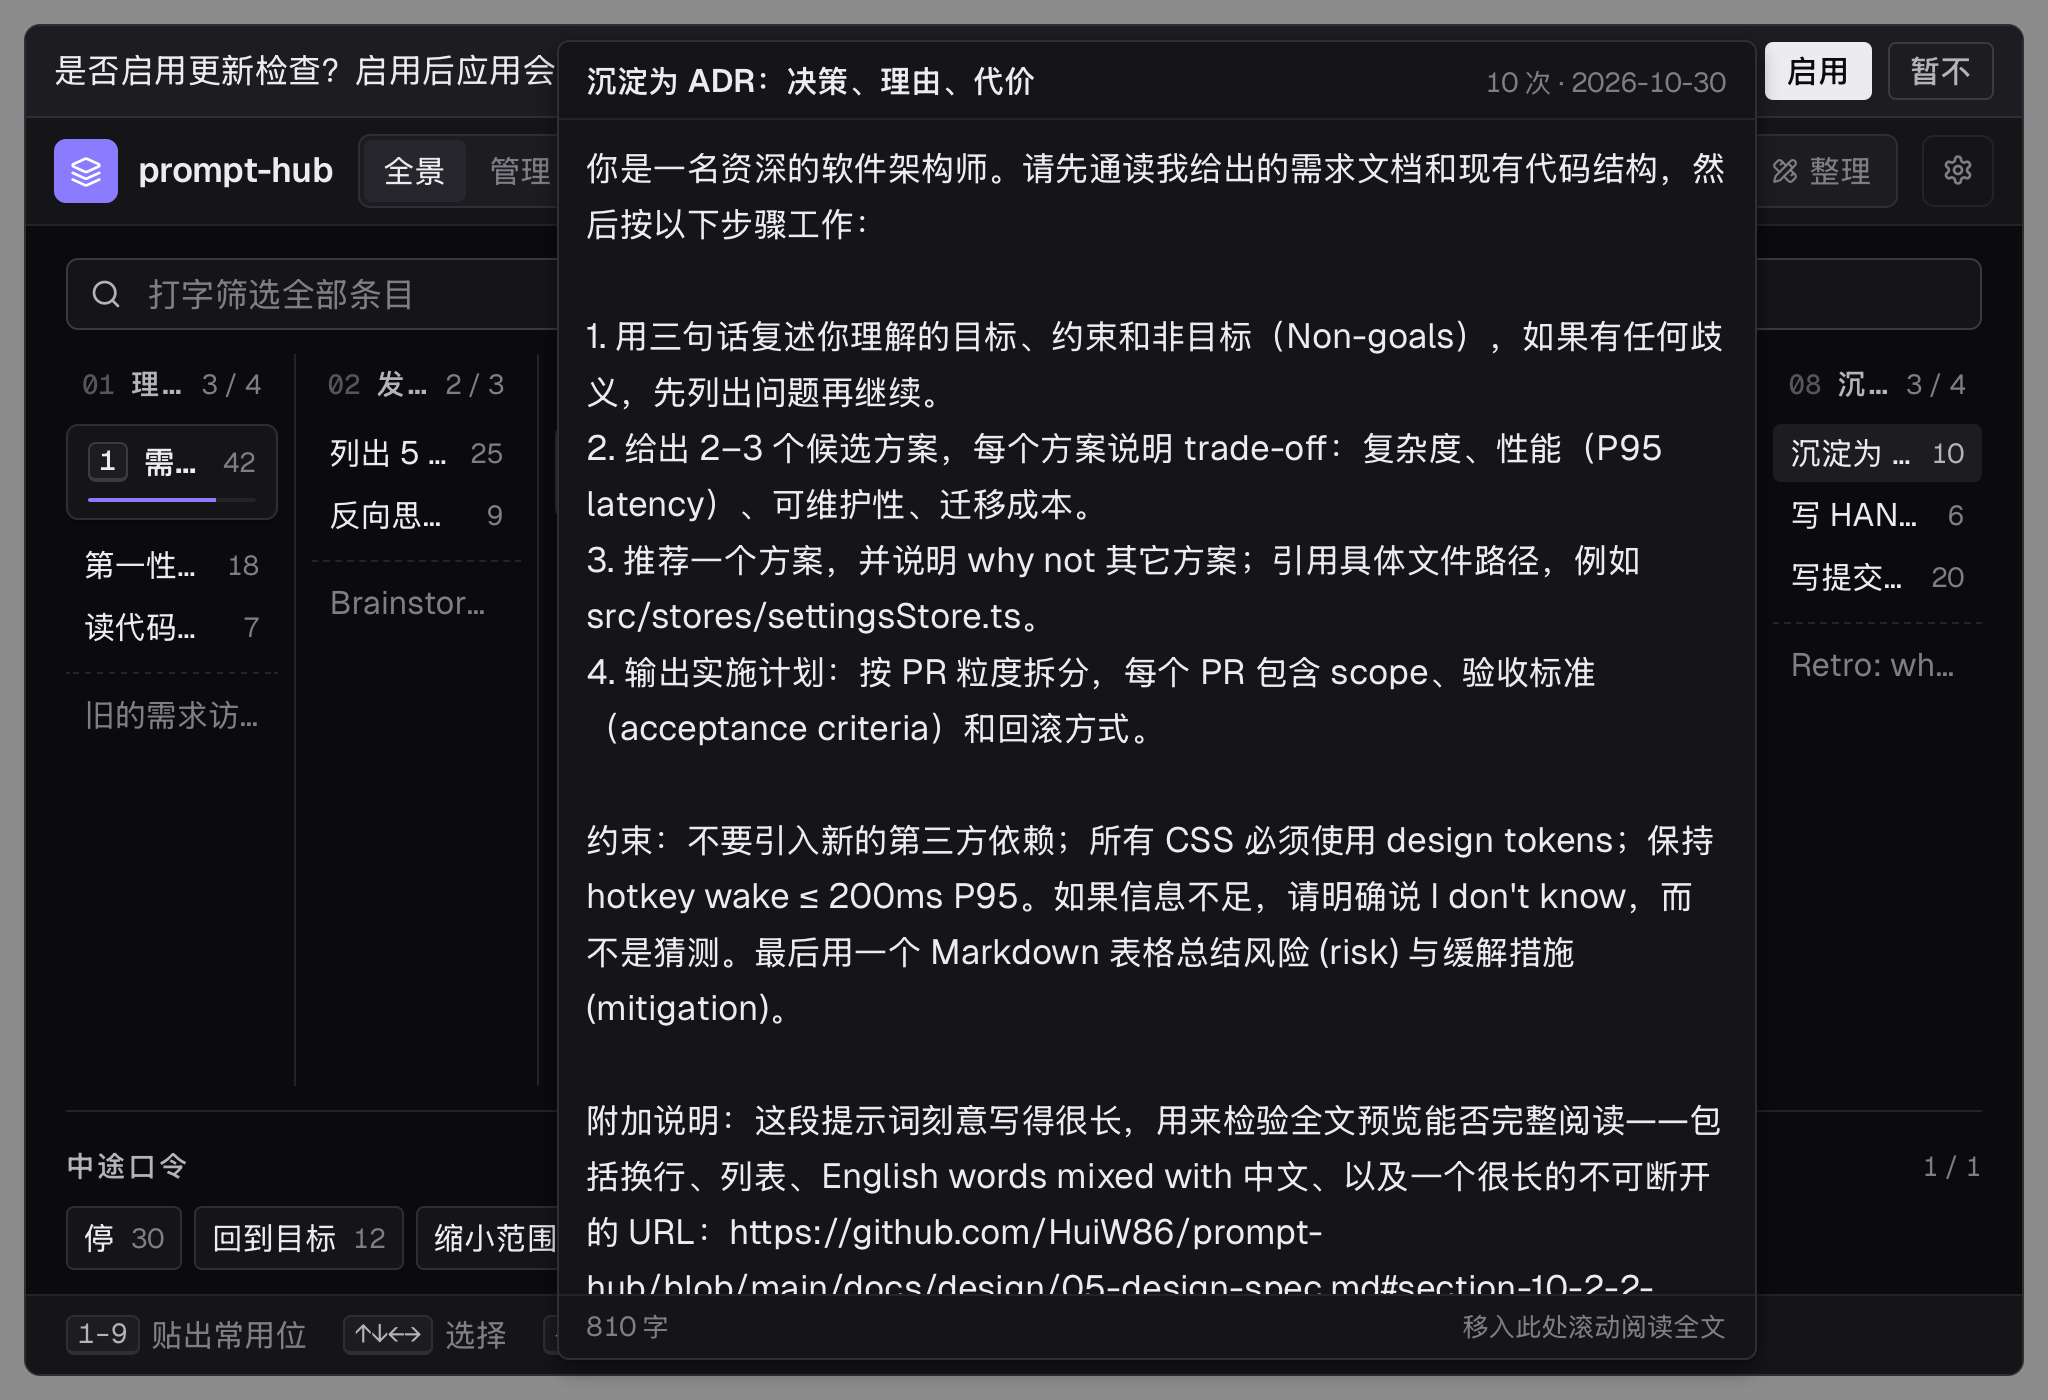 是否启用更新检查？启用后应用会
启用
暂不
prompt-hub
全景
管理
整理
打字筛选全部条目
01 理… 3 / 4
1 需… 42
第一性… 18
读代码… 7
旧的需求访…
02 发… 2 / 3
列出 5 … 25
反向思… 9
Brainstor…
沉淀为 ADR：决策、理由、代价
10 次 · 2026-10-30
你是一名资深的软件架构师。请先通读我给出的需求文档和现有代码结构，然
后按以下步骤工作：
1. 用三句话复述你理解的目标、约束和非目标（Non-goals），如果有任何歧
义，先列出问题再继续。
2. 给出 2–3 个候选方案，每个方案说明 trade-off：复杂度、性能（P95
latency）、可维护性、迁移成本。
3. 推荐一个方案，并说明 why not 其它方案；引用具体文件路径，例如
src/stores/settingsStore.ts。
4. 输出实施计划：按 PR 粒度拆分，每个 PR 包含 scope、验收标准
（acceptance criteria）和回滚方式。
约束：不要引入新的第三方依赖；所有 CSS 必须使用 design tokens；保持
hotkey wake ≤ 200ms P95。如果信息不足，请明确说 I don't know，而
不是猜测。最后用一个 Markdown 表格总结风险 (risk) 与缓解措施
(mitigation)。
附加说明：这段提示词刻意写得很长，用来检验全文预览能否完整阅读——包
括换行、列表、English words mixed with 中文、以及一个很长的不可断开
的 URL：https://github.com/HuiW86/prompt-
hub/blob/main/docs/design/05-design-spec.md#section-10-2-2-
810 字
移入此处滚动阅读全文
08 沉… 3 / 4
沉淀为 … 10
写 HAN… 6
写提交… 20
Retro: wh…
中途口令
1 / 1
停 30
回到目标 12
缩小范围
1-9 贴出常用位
↑↓←→ 选择